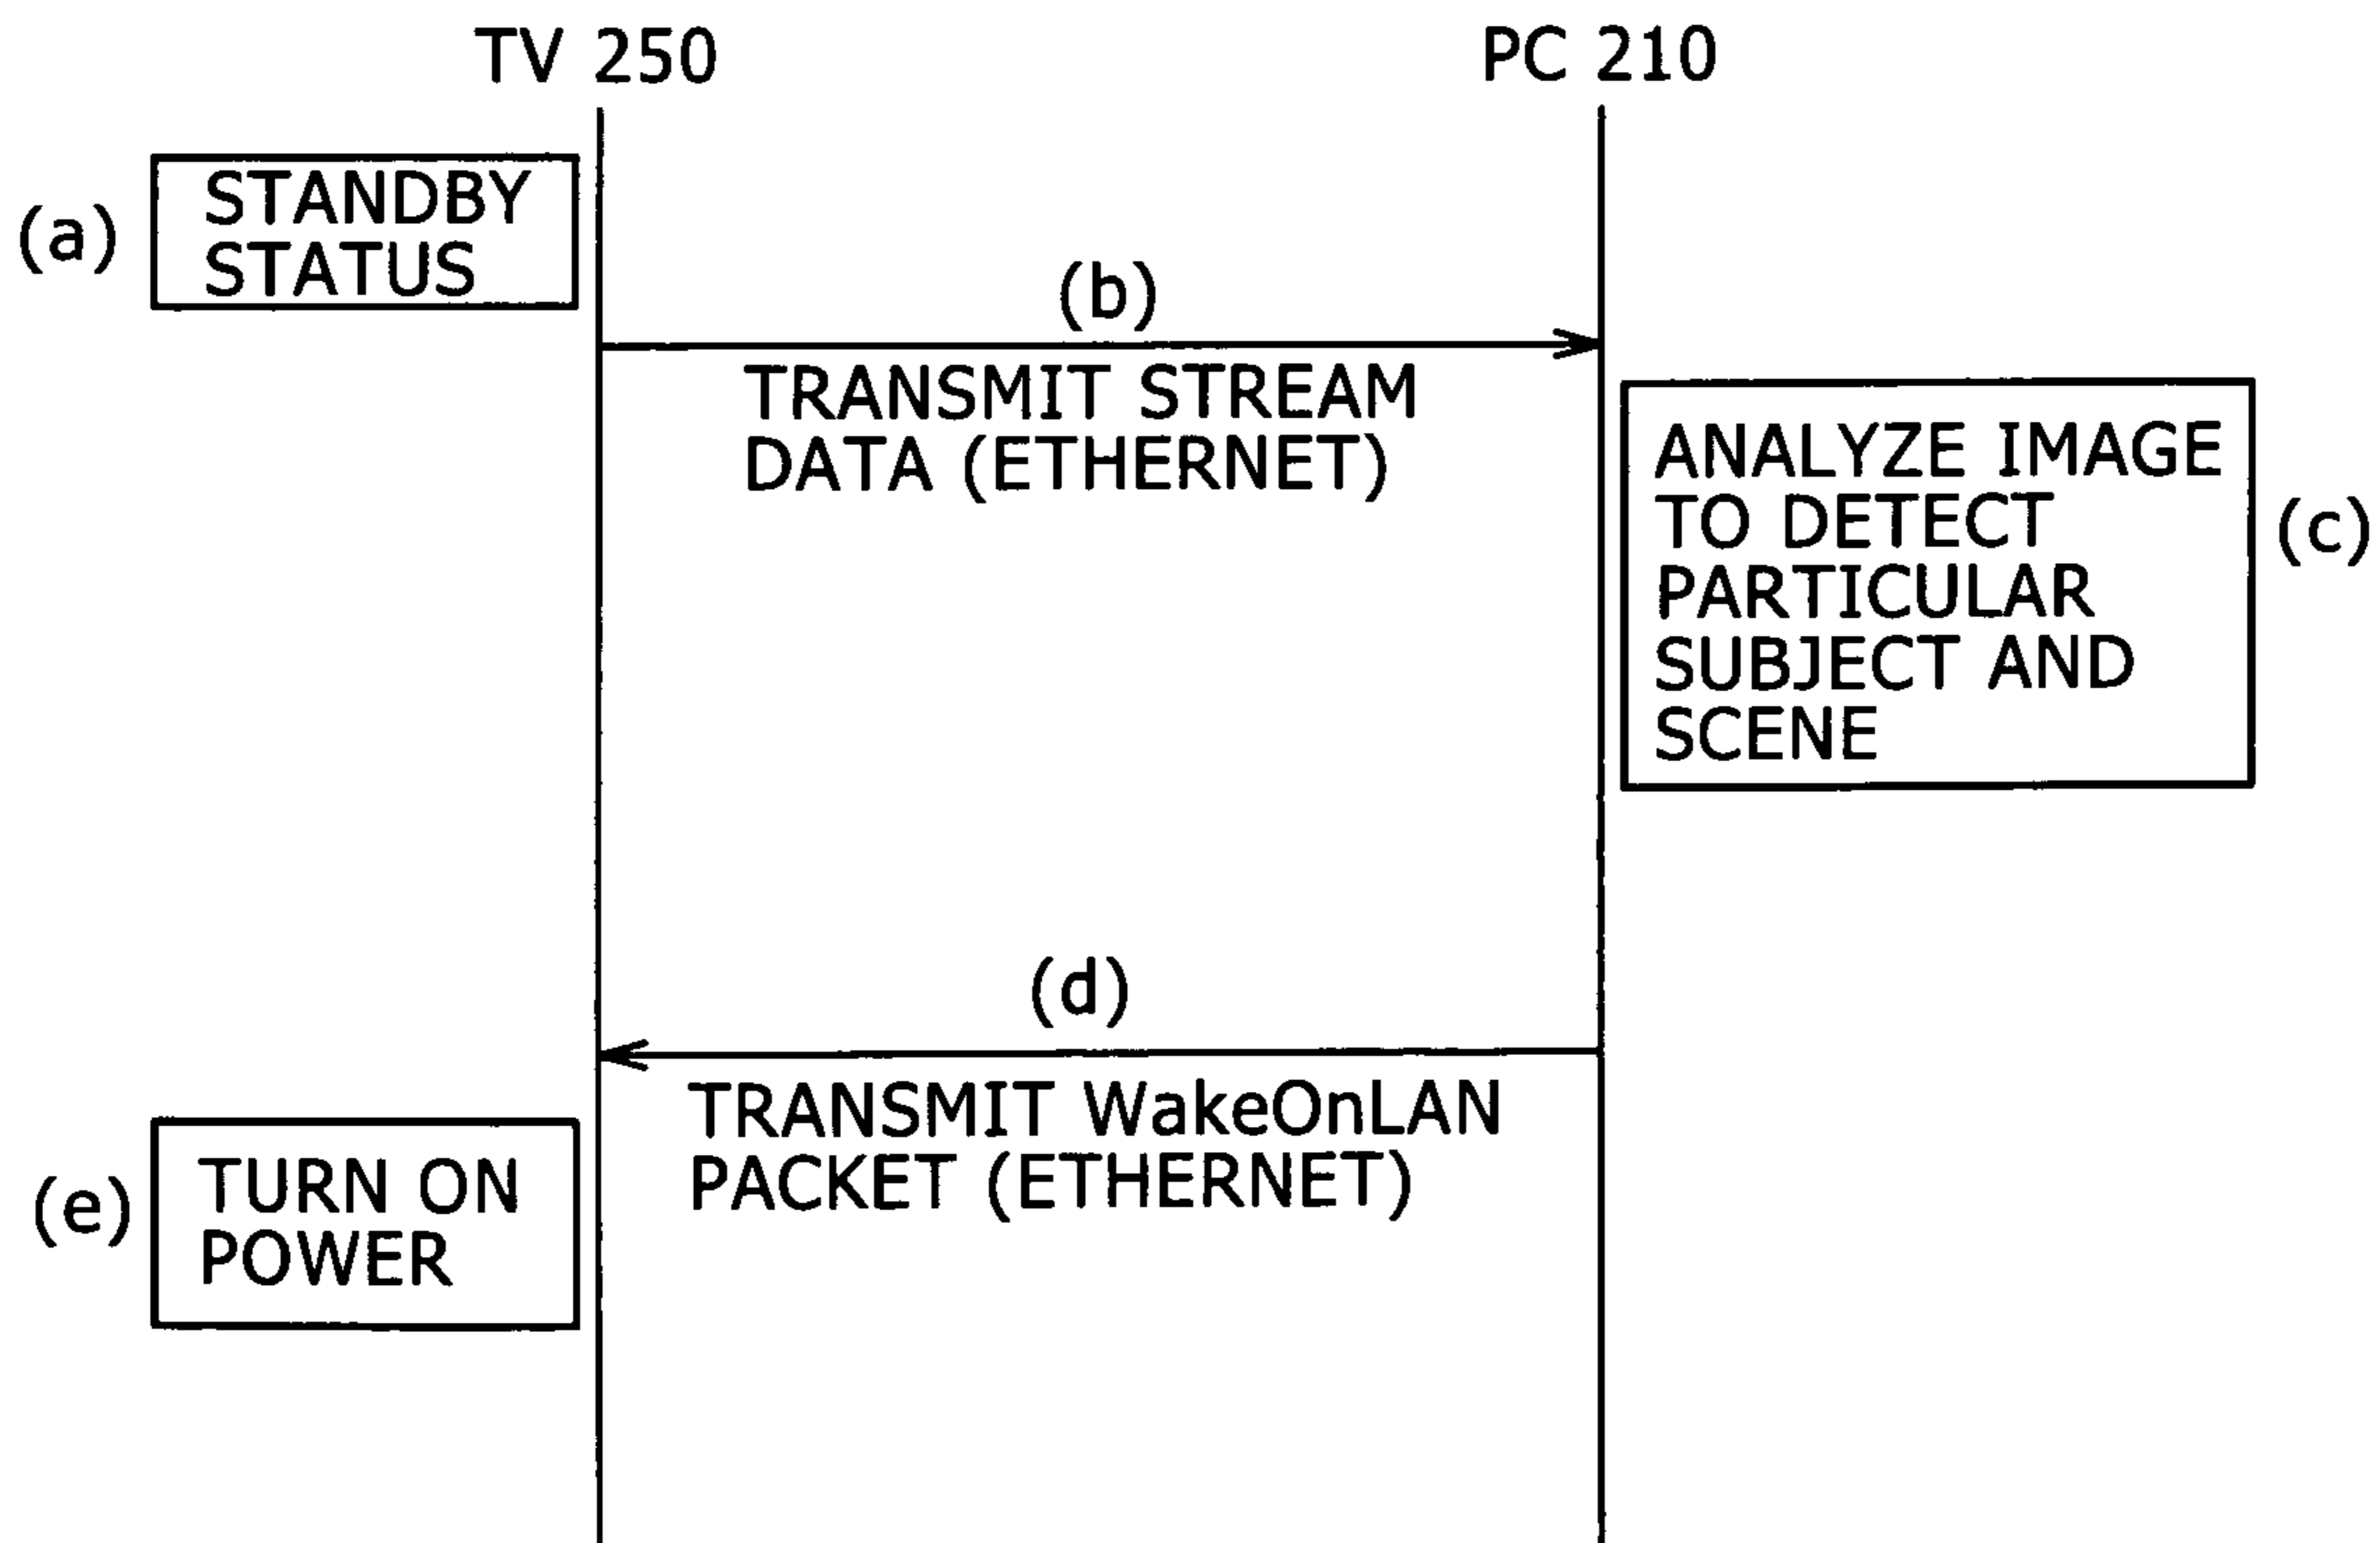 TV 250
PC 210
(a)
STANDBY
STATUS
(b)
TRANSMIT STREAM
DATA (ETHERNET)
ANALYZE IMAGE
TO DETECT
PARTICULAR
SUBJECT AND
SCENE
(c)
(d)
TRANSMIT WakeOnLAN
PACKET (ETHERNET)
(e)
TURN ON
POWER